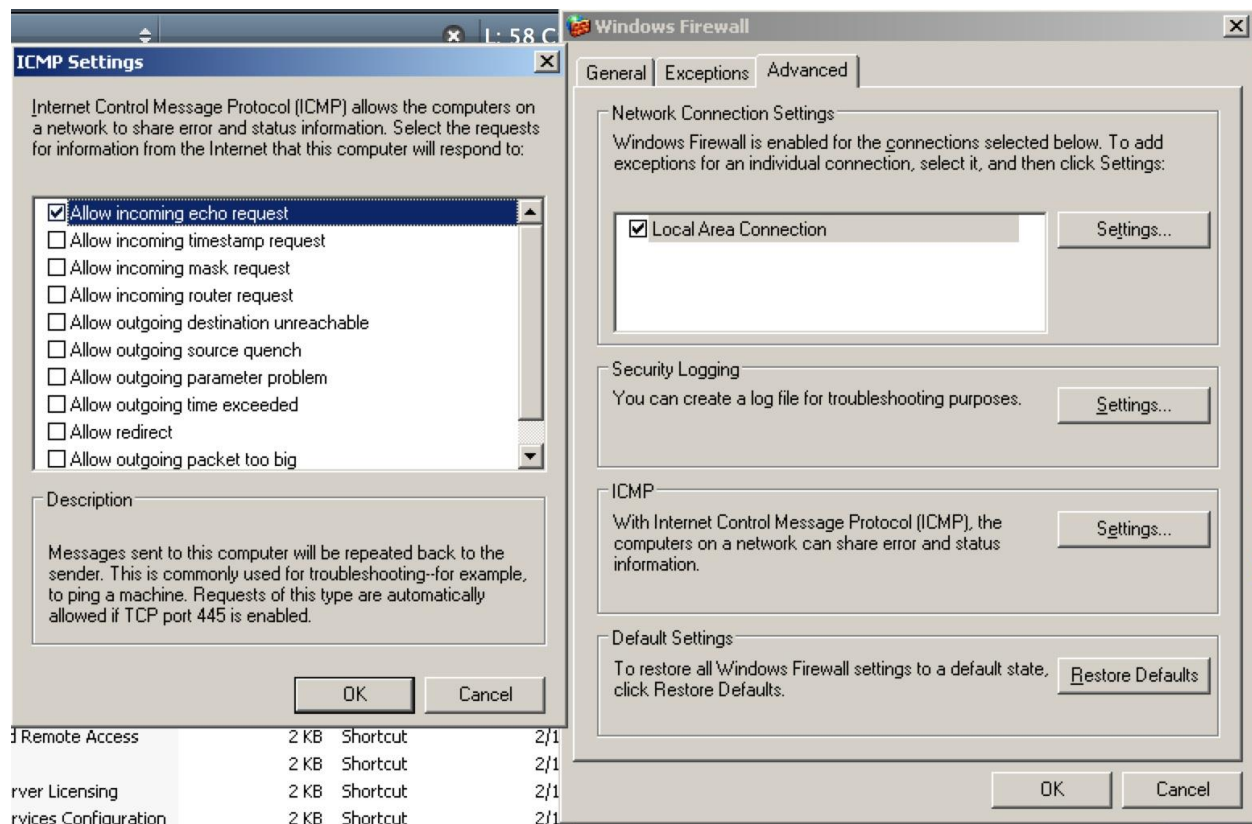 L: 58 C
ICMP Settings
Internet Control Message Protocol (ICMP) allows the computers on
a network to share error and status information. Select the requests
for information from the Internet that this computer will respond to:
Allow incoming echo request
Allow incoming timestamp request
Allow incoming mask request
Allow incoming router request
Allow outgoing destination unreachable
Allow outgoing source quench
Allow outgoing parameter problem
Allow outgoing time exceeded
Allow redirect
Allow outgoing packet too big
Description
Messages sent to this computer will be repeated back to the
sender. This is commonly used for troubleshooting--for example,
to ping a machine. Requests of this type are automatically
allowed if TCP port 445 is enabled.
OK Cancel
d Remote Access 2 KB Shortcut 2/1
2 KB Shortcut 2/1
rver Licensing 2 KB Shortcut 2/1
rvices Configuration 2 KB Shortcut 2/1
Windows Firewall
General Exceptions Advanced
Network Connection Settings
Windows Firewall is enabled for the connections selected below. To add
exceptions for an individual connection, select it, and then click Settings:
Local Area Connection
Settings...
Security Logging
You can create a log file for troubleshooting purposes.
Settings...
ICMP
With Internet Control Message Protocol (ICMP), the
computers on a network can share error and status
information.
Settings...
Default Settings
To restore all Windows Firewall settings to a default state,
click Restore Defaults.
Restore Defaults
OK Cancel